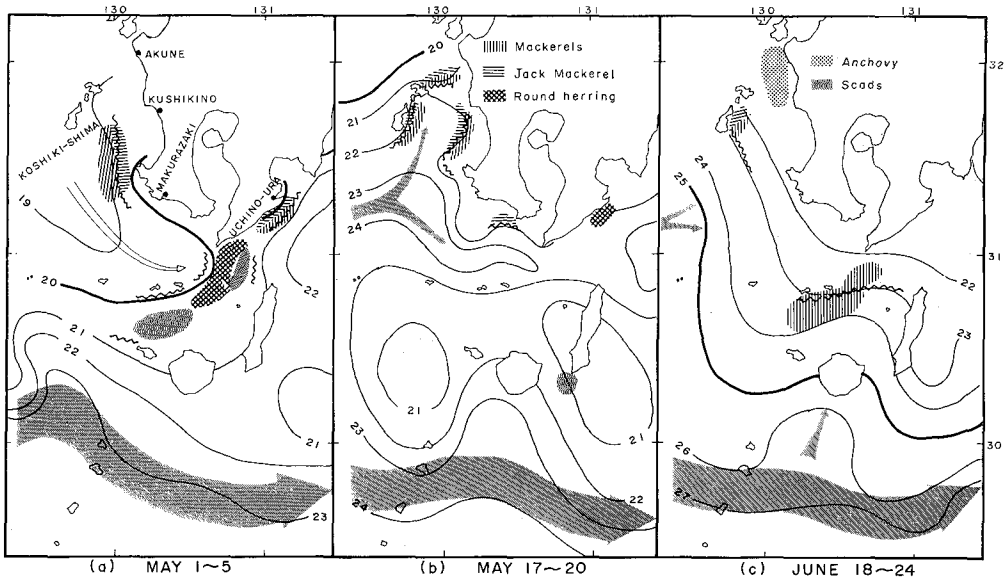 130
131
130
131
130
131
AKUNE
KUSHIKINO
KOSHIKI-SHIMA
MAKURAZAKI
UCHINO-URA
19
20
21
22
22
21
23
(a) MAY 1~5
20
Mackerels
Jack Mackerel
Round herring
21
22
23
24
21
23
21
22
24
(b) MAY 17~20
32
Anchovy
Scads
24
25
31
22
23
30
26
27
(c) JUNE 18~24